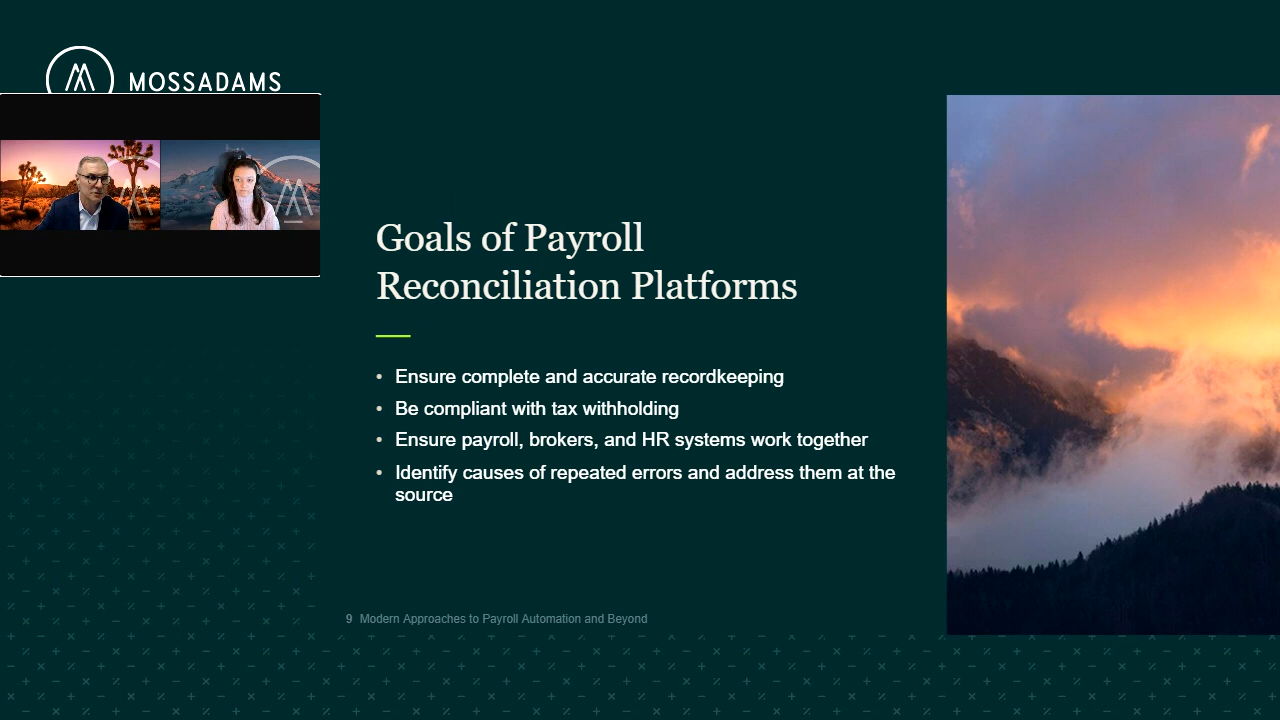 MOSSADAMS
Goals of Payroll
Reconciliation Platforms
• Ensure complete and accurate recordkeeping
• Be compliant with tax withholding
• Ensure payroll, brokers, and HR systems work together
• Identify causes of repeated errors and address them at the
source
9 Modern Approaches to Payroll Automation and Beyond